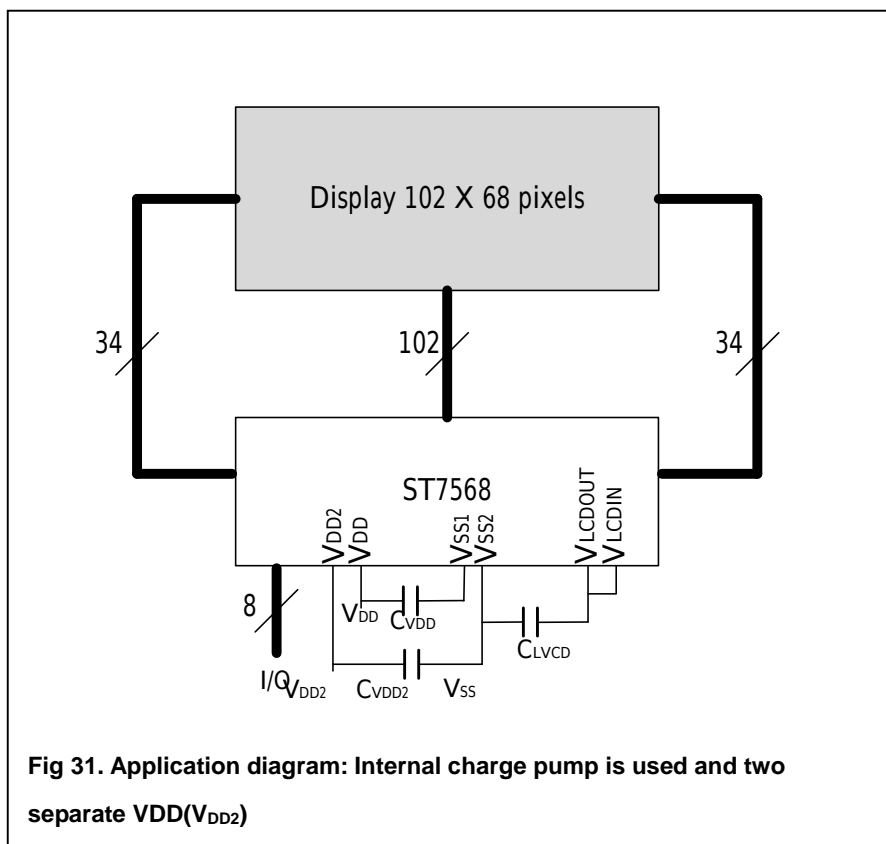 Display 102 X 68 pixels
34
102
34
ST7568
VDD2
VDD
VSS1
VSS2
VLCDOUT
VLCDIN
8
VDD
CVDD
CLVCD
I/O
VDD2
CVDD2
VSS
Fig 31. Application diagram: Internal charge pump is used and two
separate VDD(VDD2)